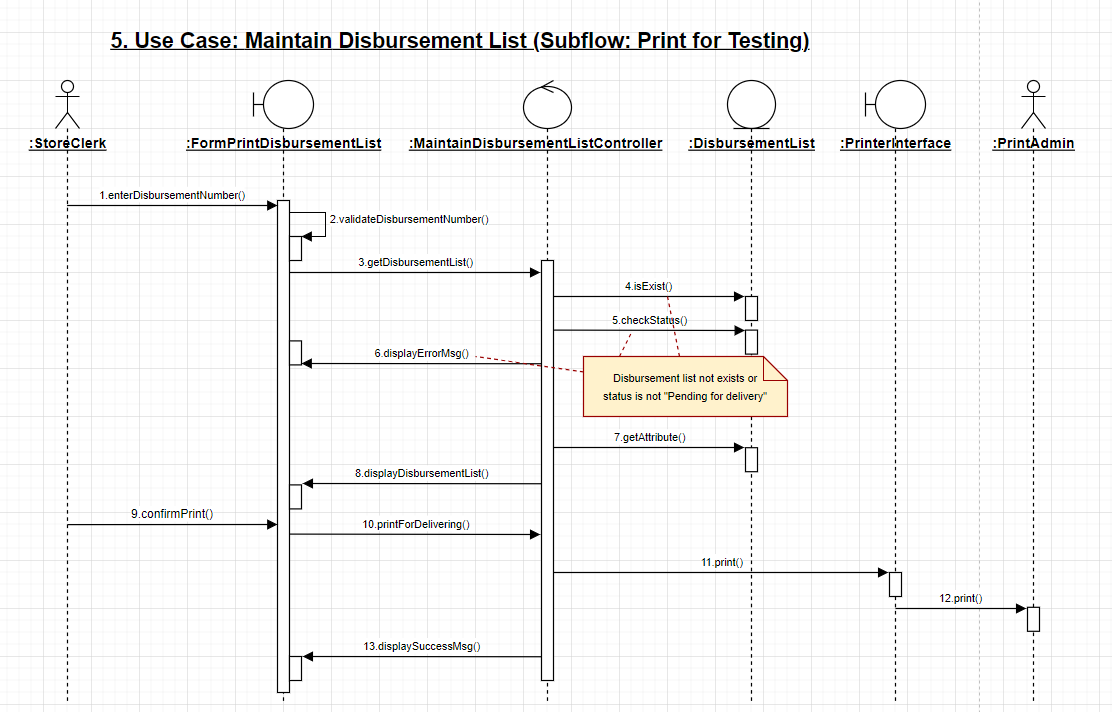 5. Use Case: Maintain Disbursement List (Subflow: Print for Testing)
:StoreClerk
:FormPrintDisbursementList
:MaintainDisbursementListController
:DisbursementList
:PrinterInterface
:PrintAdmin
1.enterDisbursementNumber()
2.validateDisbursementNumber()
3.getDisbursementList()
4.isExist()
5.checkStatus()
6.displayErrorMsg()
Disbursement list not exists or
status is not "Pending for delivery"
7.getAttribute()
8.displayDisbursementList()
9.confirmPrint()
10.printForDelivering()
11.print()
12.print()
13.displaySuccessMsg()